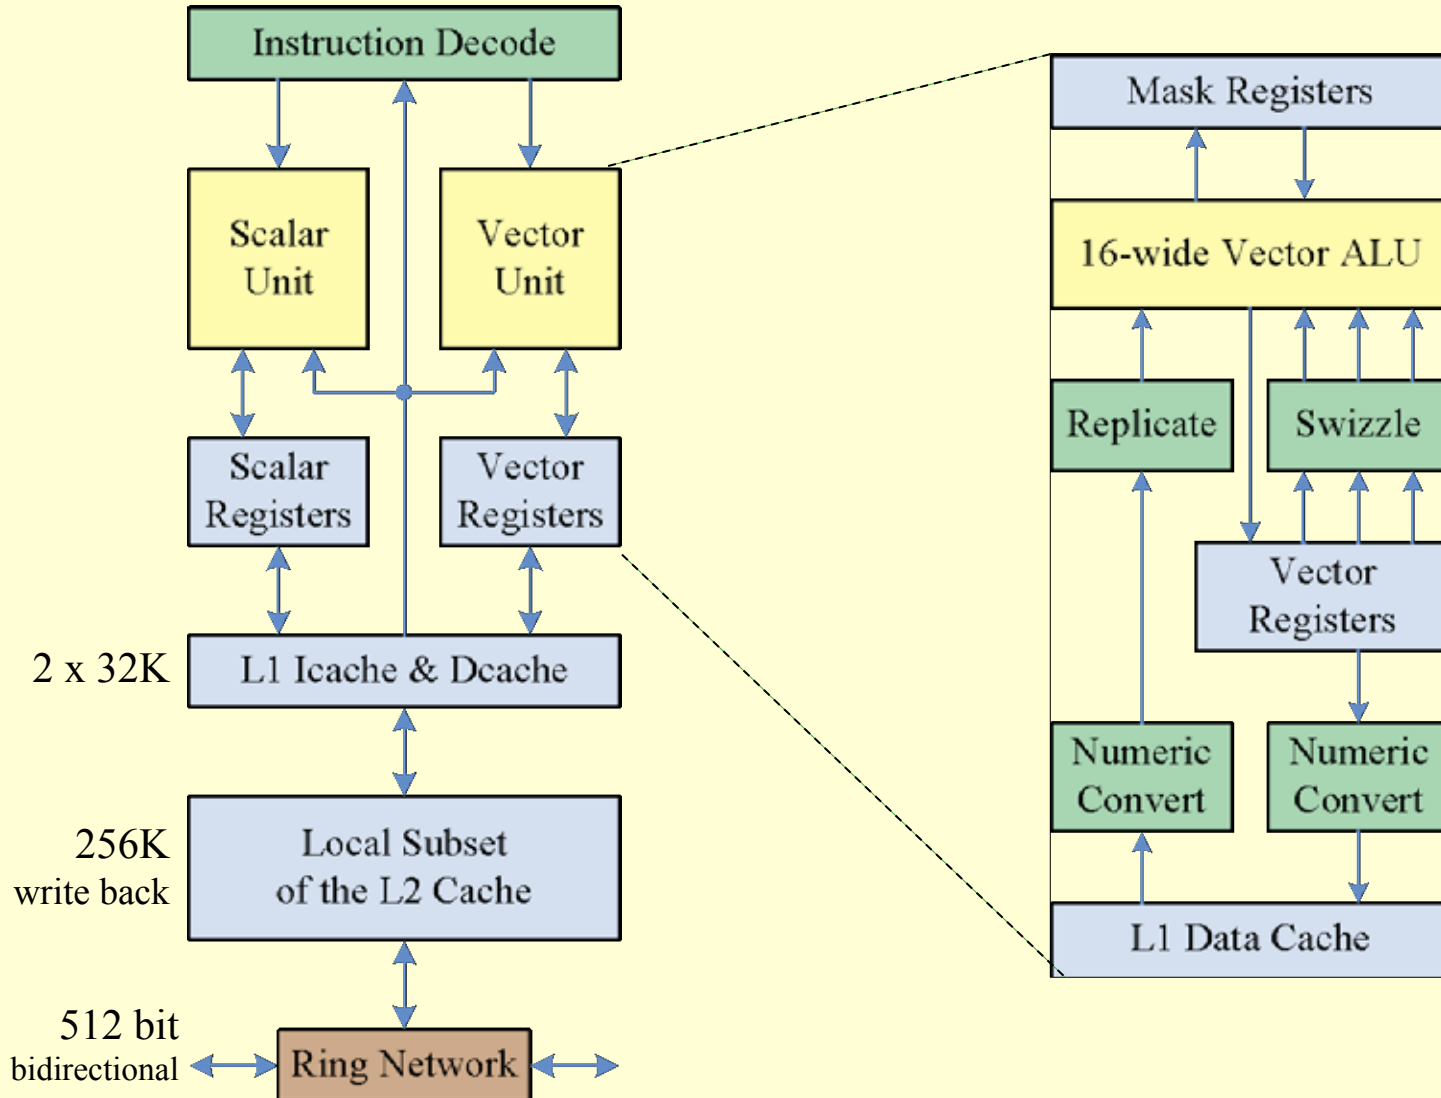 Instruction Decode
Scalar
Unit
Vector
Unit
Scalar
Registers
Vector
Registers
2 x 32K
L1 Icache & Dcache
256K
write back
Local Subset
of the L2 Cache
512 bit
bidirectional
Ring Network
Mask Registers
16-wide Vector ALU
Replicate
Swizzle
Vector
Registers
Numeric
Convert
Numeric
Convert
L1 Data Cache